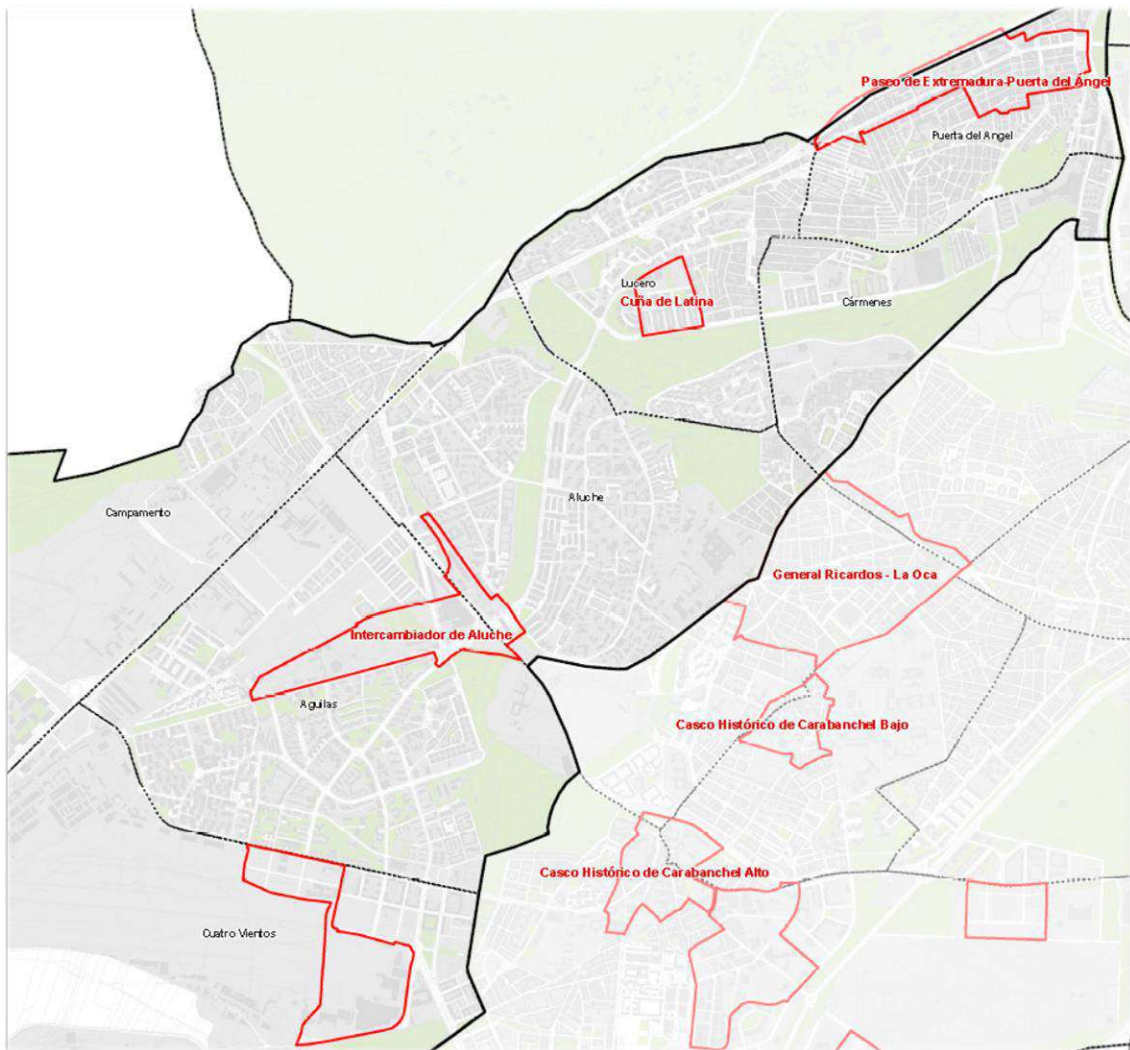 Paseo de Extremadura-Puerta del Ángel
Puerta del Angel
Lucero
Cuña de Latina
Cármenes
Aluche
Campamento
General Ricardos - La Oca
Intercambiador de Aluche
Aguilas
Casco Histórico de Carabanchel Bajo
Casco Histórico de Carabanchel Alto
Cuatro Vientos